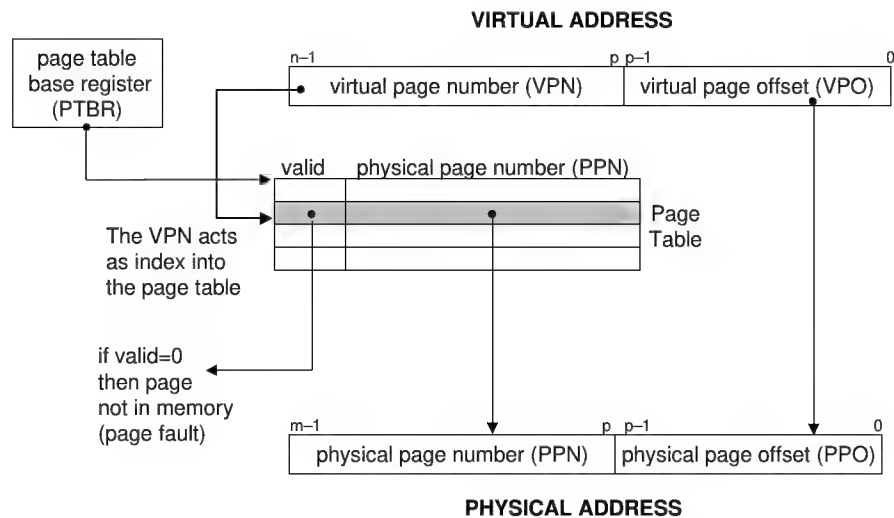 VIRTUAL ADDRESS
page table
base register
(PTBR)
n–1 p p–1 0
virtual page number (VPN) virtual page offset (VPO)
valid physical page number (PPN)
Page
Table
The VPN acts
as index into
the page table
if valid=0
then page
not in memory
(page fault)
m–1 p p–1 0
physical page number (PPN) physical page offset (PPO)
PHYSICAL ADDRESS